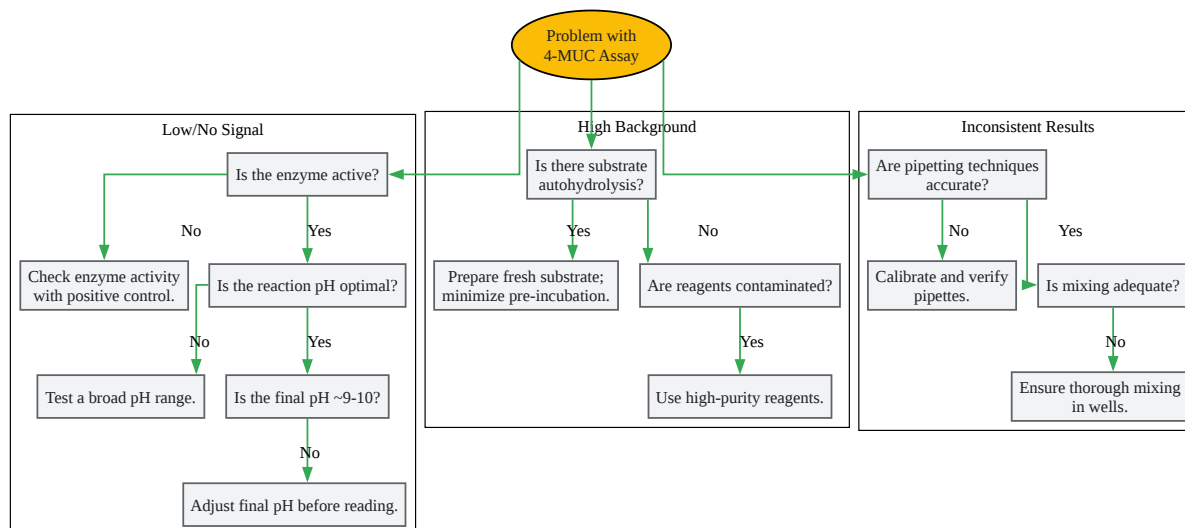 Problem with
4-MUC Assay
Low/No Signal
Is the enzyme active?
No
Yes
Check enzyme activity
with positive control.
Is the reaction pH optimal?
No
Yes
Test a broad pH range.
Is the final pH ~9-10?
No
Adjust final pH before reading.
High Background
Is there substrate
autohydrolysis?
Yes
No
Prepare fresh substrate;
minimize pre-incubation.
Are reagents contaminated?
Yes
Use high-purity reagents.
Inconsistent Results
Are pipetting techniques
accurate?
No
Yes
Calibrate and verify
pipettes.
Is mixing adequate?
No
Ensure thorough mixing
in wells.